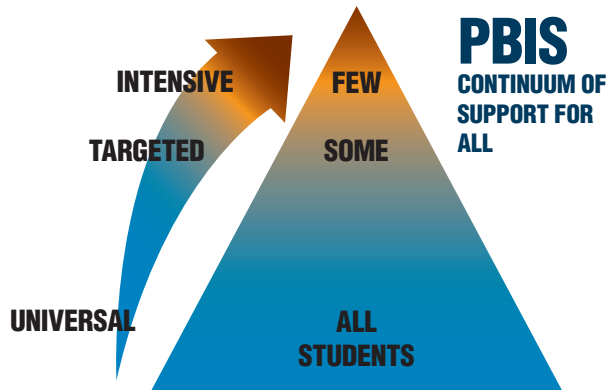 PBIS
CONTINUUM OF
SUPPORT FOR
ALL
INTENSIVE
FEW
TARGETED
SOME
UNIVERSAL
ALL
STUDENTS